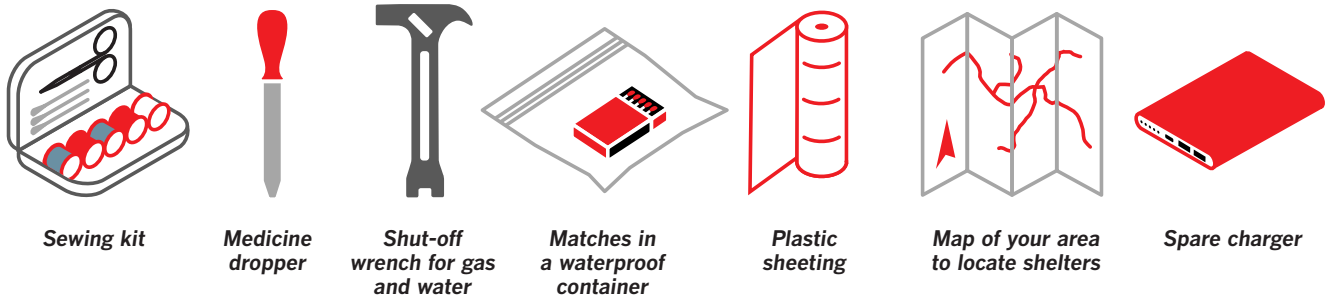 Sewing kit
Medicine
dropper
Shut-off
wrench for gas
and water
Matches in
a waterproof
container
Plastic
sheeting
Map of your area
to locate shelters
Spare charger